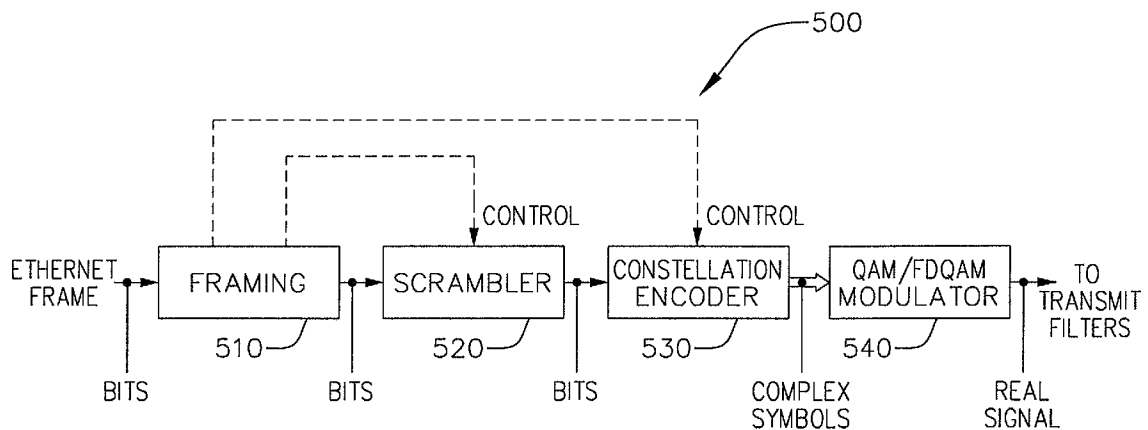 500
CONTROL
CONTROL
ETHERNET
FRAME
FRAMING
SCRAMBLER
CONSTELLATION
ENCODER
QAM/FDQAM
MODULATOR
TO
TRANSMIT
FILTERS
510
520
530
540
BITS
BITS
BITS
COMPLEX
SYMBOLS
REAL
SIGNAL